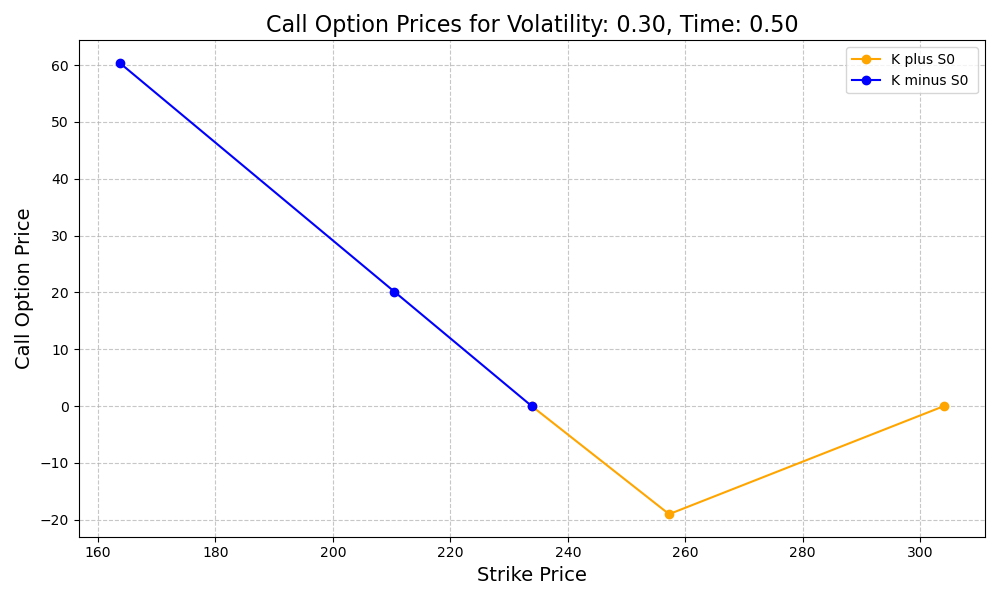 Call Option Prices for Volatility: 0.30, Time: 0.50
K plus S0
K minus S0
Call Option Price
60
50
40
30
20
10
0
−10
−20
160 180 200 220 240 260 280 300
Strike Price